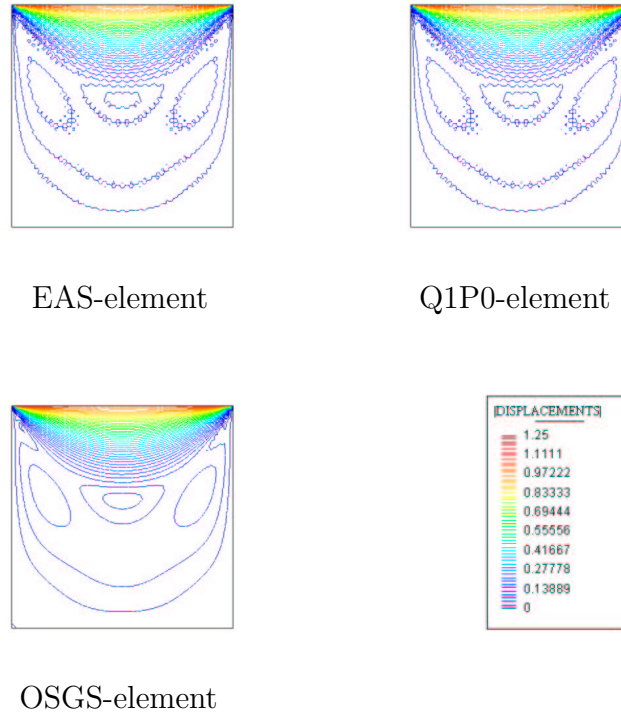 EAS-element
Q1P0-element
|DISPLACEMENTS|
1.25
1.1111
0.97222
0.83333
0.69444
0.55556
0.41667
0.27778
0.13889
0
OSGS-element